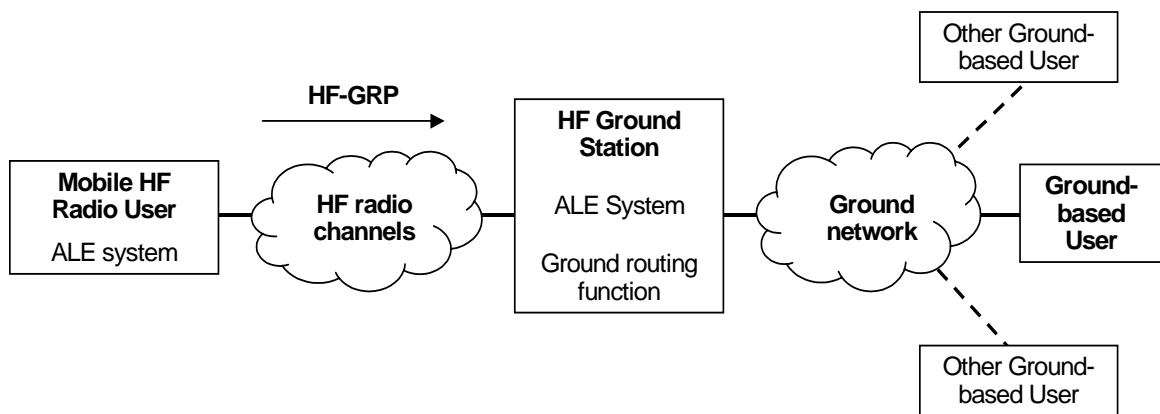 Mobile HF
Radio User
ALE system
HF-GRP
HF radio
channels
HF Ground
Station
ALE System
Ground routing
function
Ground
network
Other Ground-
based User
Ground-
based
User
Other Ground-
based User